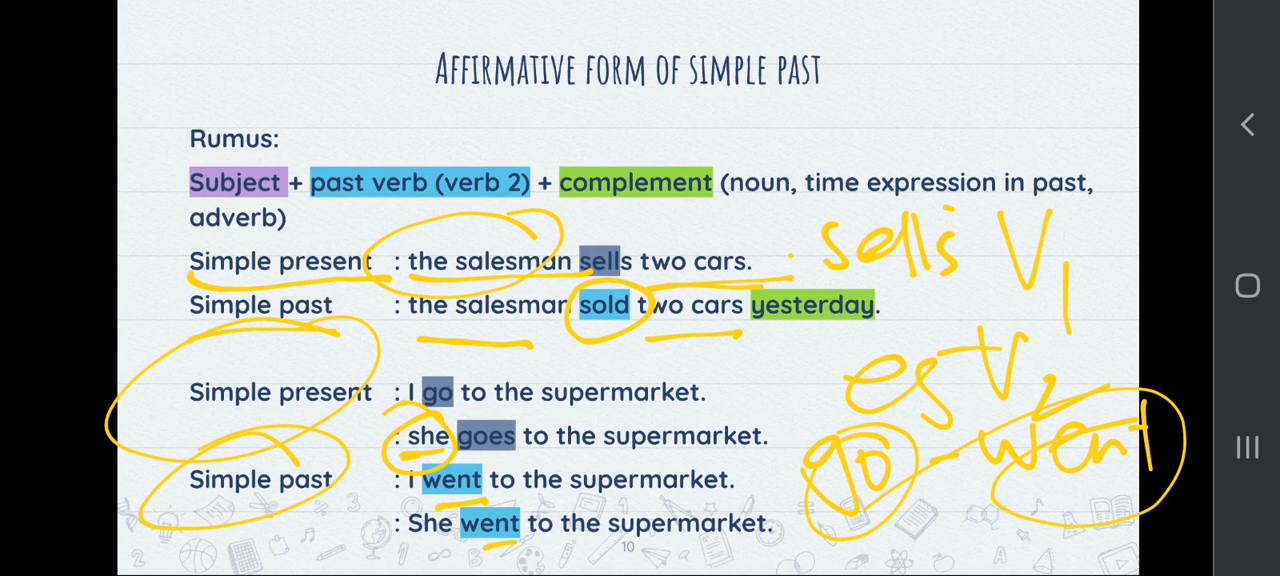 AFFIRMATIVE FORM OF SIMPLE PAST
Rumus:
Subject + past verb (verb 2) + complement (noun, time expression in past,
adverb)
Simple present : the salesman sells two cars.
sells V1
Simple past : the salesman sold two cars yesterday.
es V2
Simple present : I go to the supermarket.
: she goes to the supermarket.
go - went
Simple past : I went to the supermarket.
: She went to the supermarket.
10